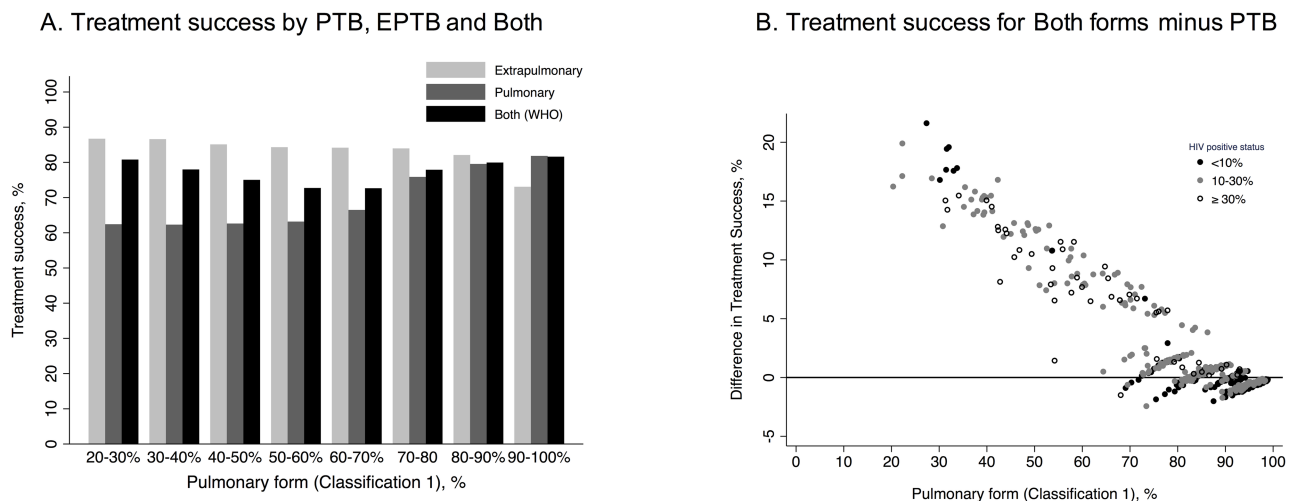 A. Treatment success by PTB, EPTB and Both
Extrapulmonary
Pulmonary
Both (WHO)
Treatment success, %
100
90
80
70
60
50
40
30
20
10
0
20-30% 30-40% 40-50% 50-60% 60-70% 70-80 80-90% 90-100%
Pulmonary form (Classification 1), %
B. Treatment success for Both forms minus PTB
HIV positive status
<10%
10-30%
≥ 30%
Difference in Treatment Success, %
20
15
10
5
0
-5
0 10 20 30 40 50 60 70 80 90 100
Pulmonary form (Classification 1), %